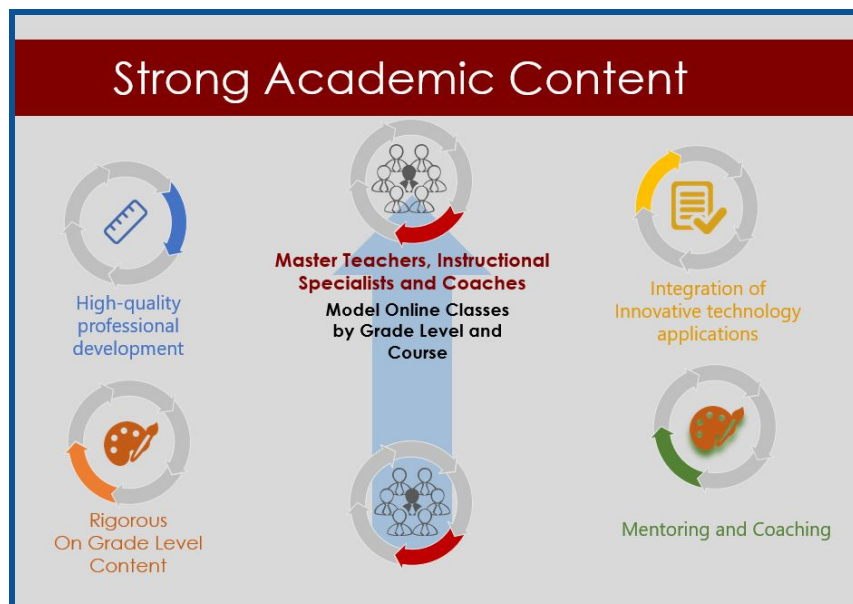 Strong Academic Content
High-quality
professional
development
Master Teachers, Instructional
Specialists and Coaches
Model Online Classes
by Grade Level and
Course
Integration of
Innovative technology
applications
Rigorous
On Grade Level
Content
Mentoring and Coaching